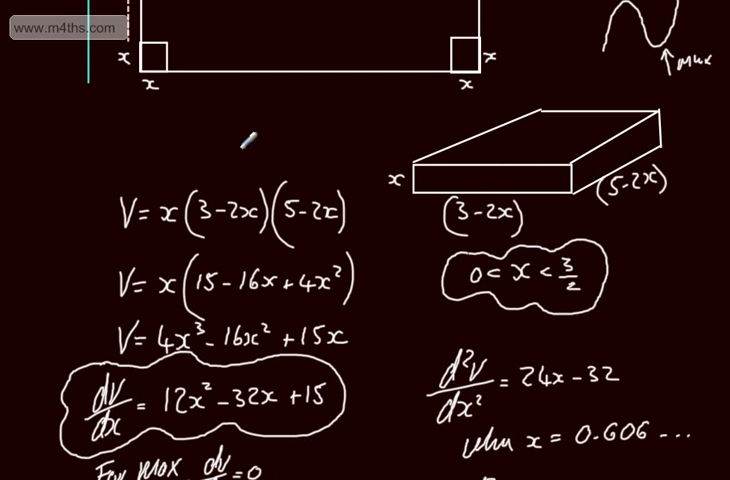 www.m4ths.com
x
x
x
x
max
x
(3-2x)
(5-2x)
V = x(3-2x)(5-2x)
V = x(15-16x+4x²)
V = 4x³-16x²+15x
dv/dx = 12x²-32x+15
For max dv/dx = 0
0 < x < 3/2
d²v/dx² = 24x-32
when x = 0.606...